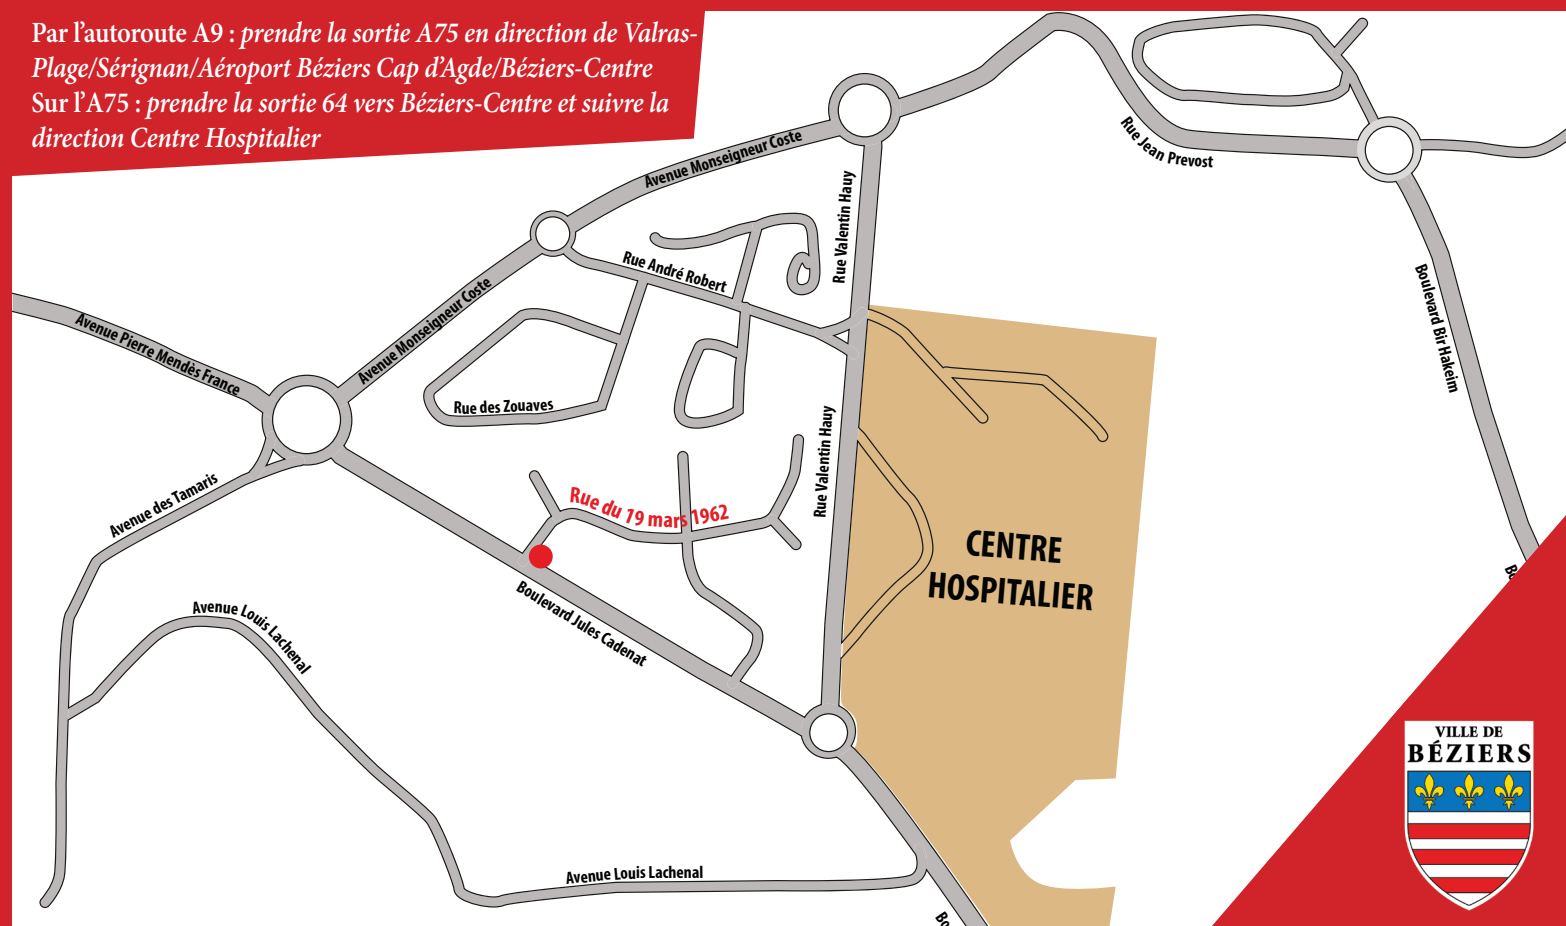 Par l’autoroute A9 : prendre la sortie A75 en direction de Valras-
Plage/Sérignan/Aéroport Béziers Cap d’Agde/Béziers-Centre
Sur l’A75 : prendre la sortie 64 vers Béziers-Centre et suivre la
direction Centre Hospitalier
Avenue Monseigneur Coste
Rue Jean Prevost
Rue Valentin Hauy
Rue André Robert
Avenue Monseigneur Coste
Avenue Pierre Mendès France
Boulevard Bir Hakeim
Rue des Zouaves
Rue Valentin Hauy
Avenue des Tamaris
Rue du 19 mars 1962
CENTRE
HOSPITALIER
Boulevard Jules Cadenat
Avenue Louis Lachenal
VILLE DE
BÉZIERS
Avenue Louis Lachenal